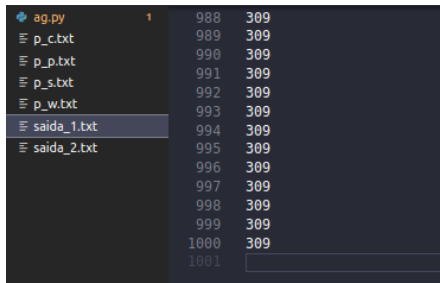 ag.py 1
p_c.txt
p_p.txt
p_s.txt
p_w.txt
saida_1.txt
saida_2.txt
988 309
989 309
990 309
991 309
992 309
993 309
994 309
995 309
996 309
997 309
998 309
999 309
1000 309
1001